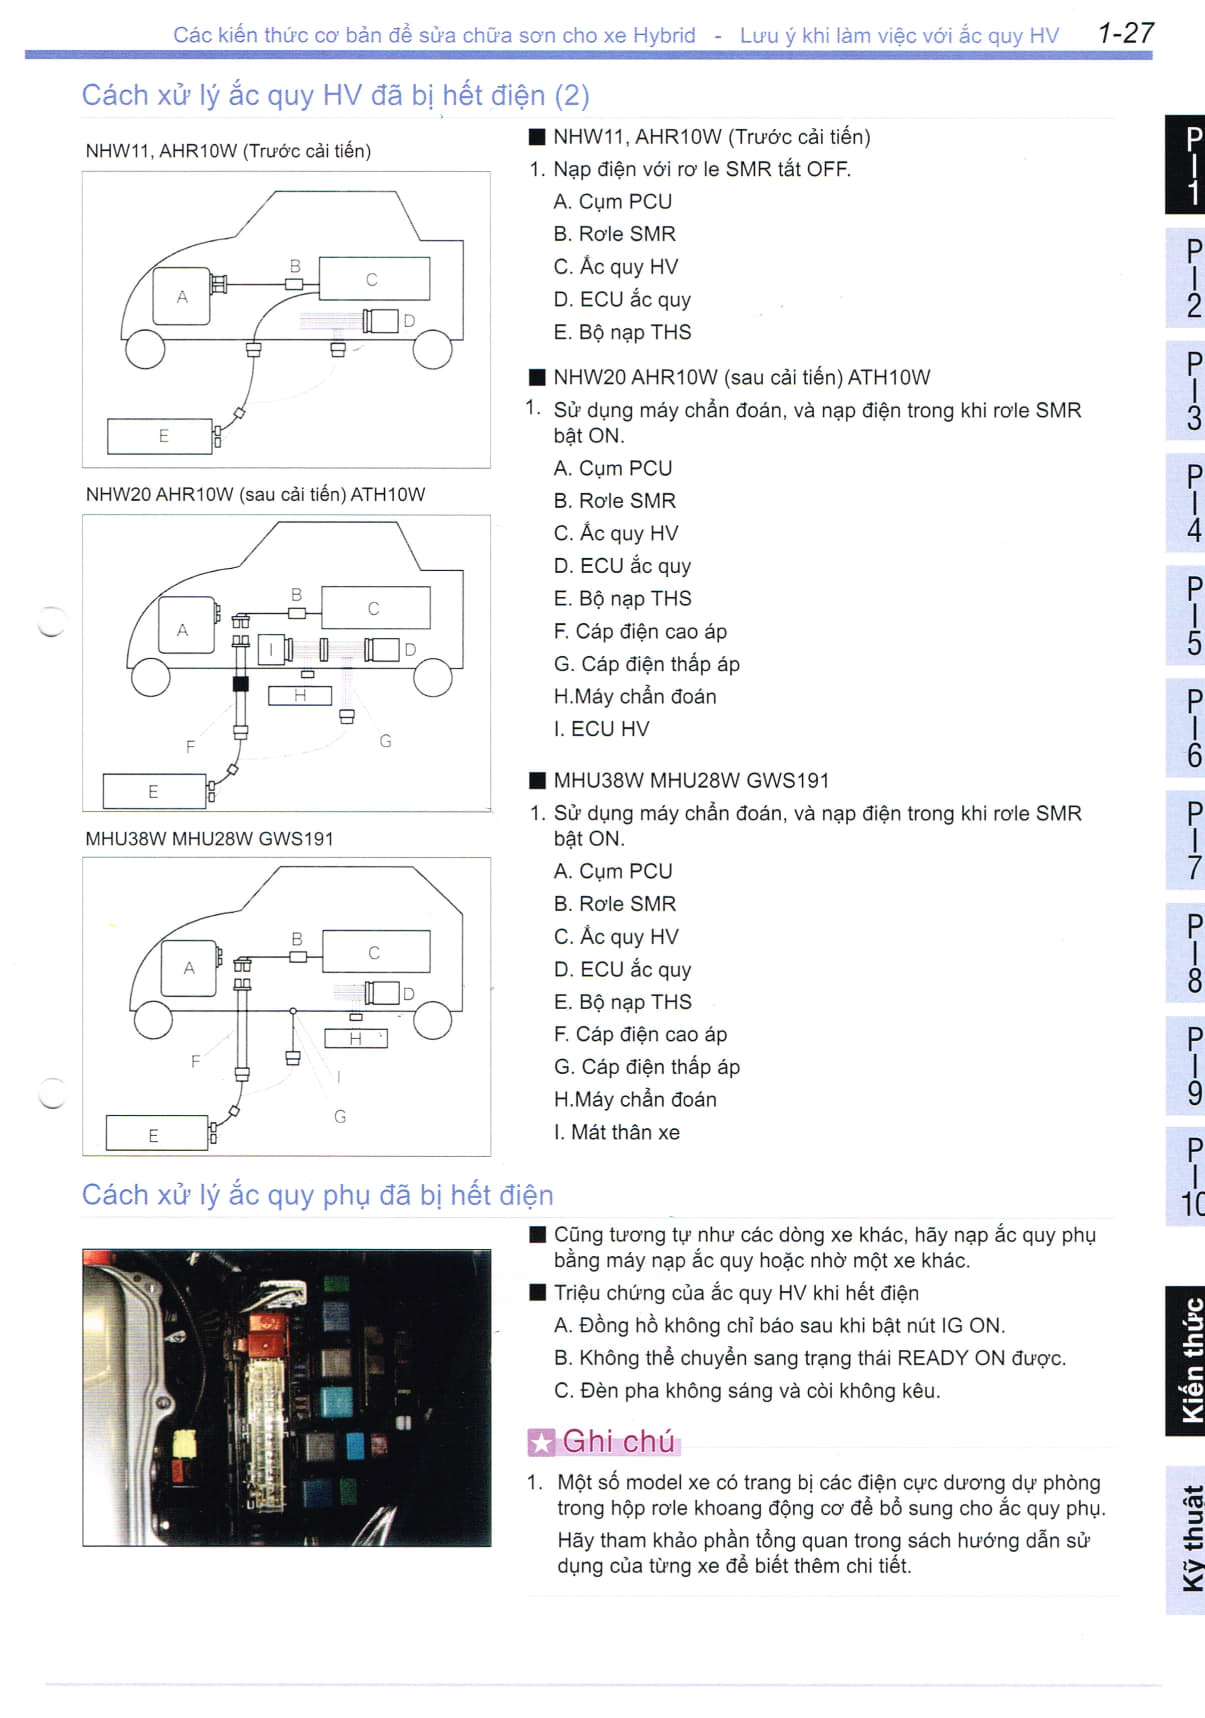 Các kiến thức cơ bản để sửa chữa sơn cho xe Hybrid - Lưu ý khi làm việc với ắc quy HV 1-27
Cách xử lý ắc quy HV đã bị hết điện (2)
NHW11, AHR10W (Trước cải tiến)
A
B
C
D
E
NHW20 AHR10W (sau cải tiến) ATH10W
A
B
C
I
D
H
F
G
E
MHU38W MHU28W GWS191
A
B
C
D
H
F
I
G
E
■ NHW11, AHR10W (Trước cải tiến)
1. Nạp điện với rơ le SMR tắt OFF.
A. Cụm PCU
B. Rơle SMR
C. Ắc quy HV
D. ECU ắc quy
E. Bộ nạp THS
■ NHW20 AHR10W (sau cải tiến) ATH10W
1. Sử dụng máy chẩn đoán, và nạp điện trong khi rơle SMR
bật ON.
A. Cụm PCU
B. Rơle SMR
C. Ắc quy HV
D. ECU ắc quy
E. Bộ nạp THS
F. Cáp điện cao áp
G. Cáp điện thấp áp
H.Máy chẩn đoán
I. ECU HV
■ MHU38W MHU28W GWS191
1. Sử dụng máy chẩn đoán, và nạp điện trong khi rơle SMR
bật ON.
A. Cụm PCU
B. Rơle SMR
C. Ắc quy HV
D. ECU ắc quy
E. Bộ nạp THS
F. Cáp điện cao áp
G. Cáp điện thấp áp
H.Máy chẩn đoán
I. Mát thân xe
Cách xử lý ắc quy phụ đã bị hết điện
■ Cũng tương tự như các dòng xe khác, hãy nạp ắc quy phụ
bằng máy nạp ắc quy hoặc nhờ một xe khác.
■ Triệu chứng của ắc quy HV khi hết điện
A. Đồng hồ không chỉ báo sau khi bật nút IG ON.
B. Không thể chuyển sang trạng thái READY ON được.
C. Đèn pha không sáng và còi không kêu.
★ Ghi chú
1. Một số model xe có trang bị các điện cực dương dự phòng
trong hộp rơle khoang động cơ để bổ sung cho ắc quy phụ.
Hãy tham khảo phần tổng quan trong sách hướng dẫn sử
dụng của từng xe để biết thêm chi tiết.
P-1
P-2
P-3
P-4
P-5
P-6
P-7
P-8
P-9
P-10
Kiến thức
Kỹ thuật